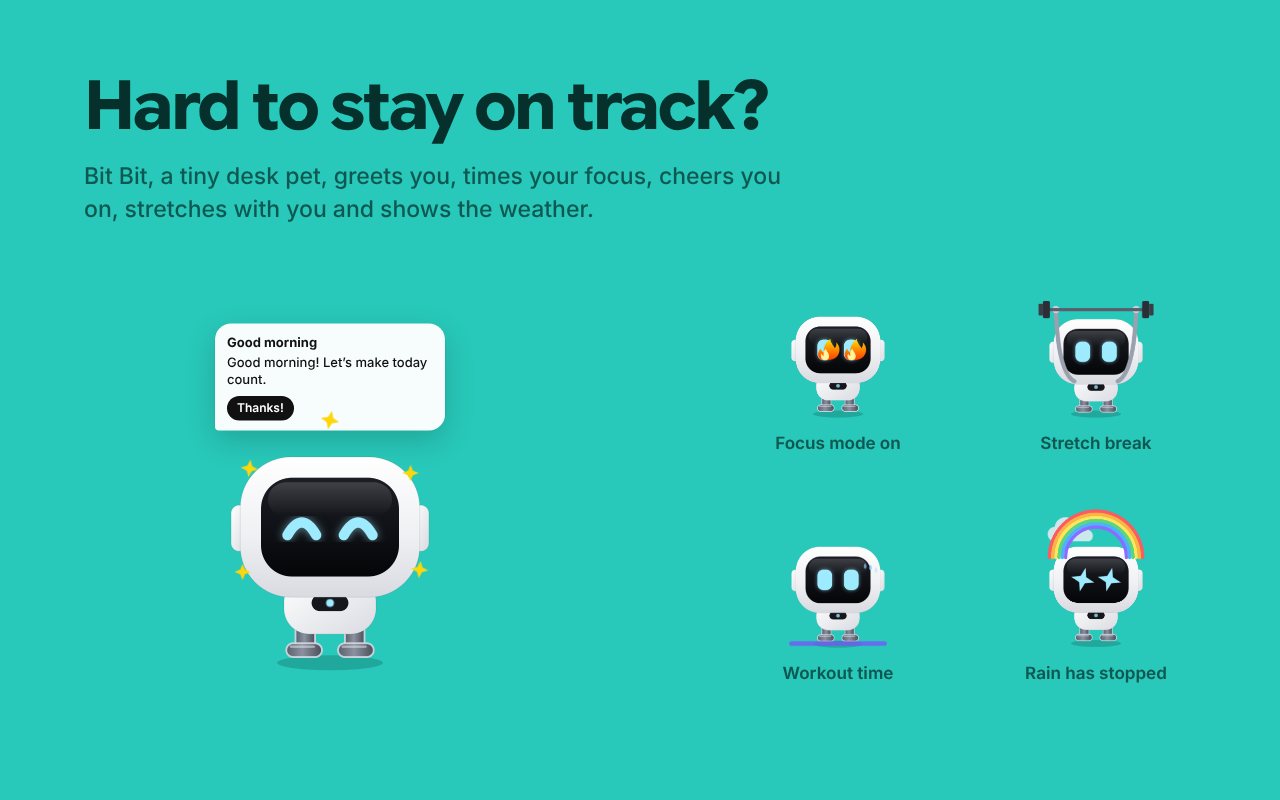 Hard to stay on track?
Bit Bit, a tiny desk pet, greets you, times your focus, cheers you
on, stretches with you and shows the weather.
Good morning
Good morning! Let’s make today
count.
Thanks!
Focus mode on
Stretch break
Workout time
Rain has stopped